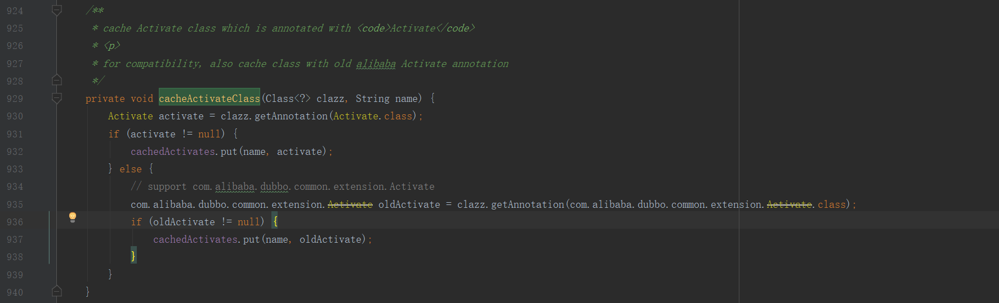 924 /**
925 * cache Activate class which is annotated with <code>Activate</code>
926 * <p>
927 * for compatibility, also cache class with old alibaba Activate annotation
928 */
929 private void cacheActivateClass(Class<?> clazz, String name) {
930 Activate activate = clazz.getAnnotation(Activate.class);
931 if (activate != null) {
932 cachedActivates.put(name, activate);
933 } else {
934 // support com.alibaba.dubbo.common.extension.Activate
935 com.alibaba.dubbo.common.extension.Activate oldActivate = clazz.getAnnotation(com.alibaba.dubbo.common.extension.Activate.class);
936 if (oldActivate != null) {
937 cachedActivates.put(name, oldActivate);
938 }
939 }
940 }